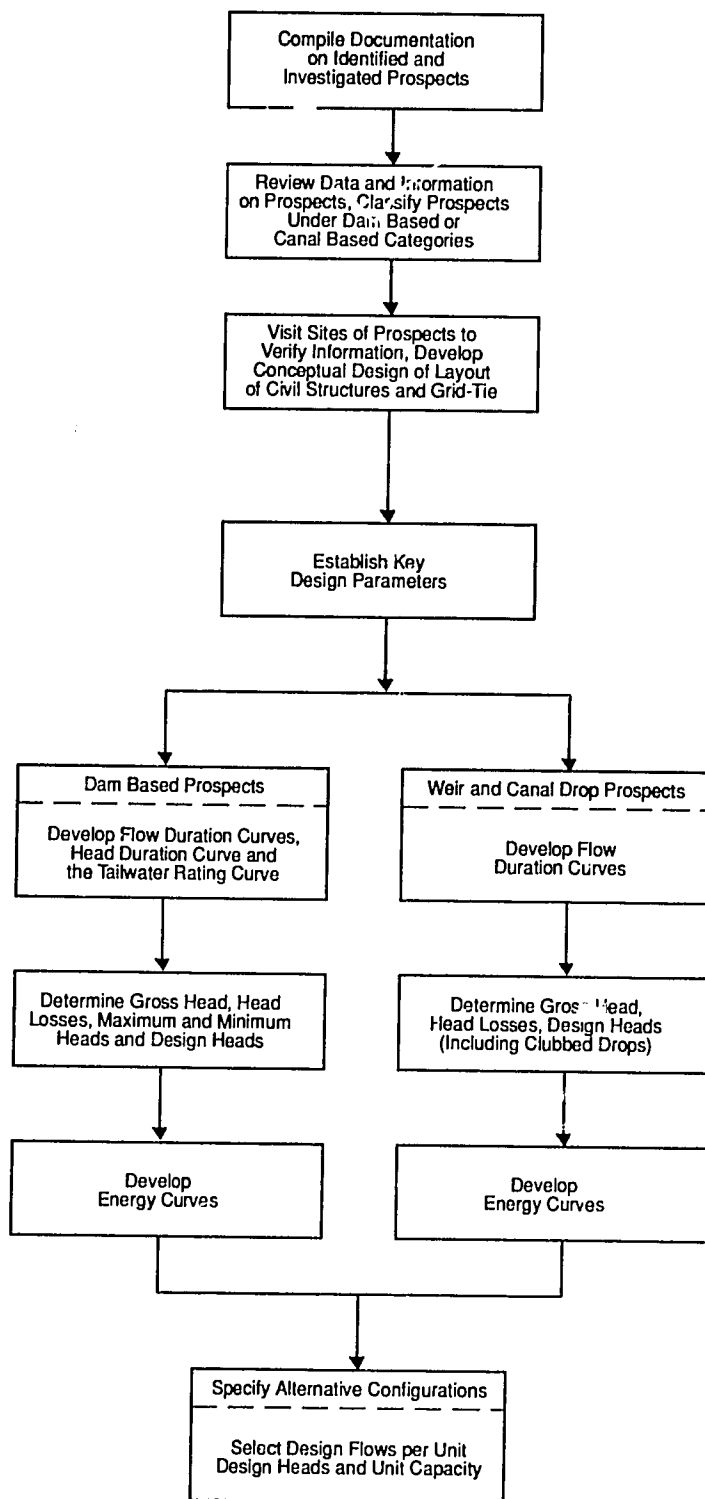 Compile Documentation
on Identified and
Investigated Prospects
Review Data and Information
on Prospects, Classify Prospects
Under Dam Based or
Canal Based Categories
Visit Sites of Prospects to
Verify Information, Develop
Conceptual Design of Layout
of Civil Structures and Grid-Tie
Establish Key
Design Parameters
Dam Based Prospects
Develop Flow Duration Curves,
Head Duration Curve and
the Tailwater Rating Curve
Determine Gross Head, Head
Losses, Maximum and Minimum
Heads and Design Heads
Develop
Energy Curves
Weir and Canal Drop Prospects
Develop Flow
Duration Curves
Determine Gross Head,
Head Losses, Design Heads
(Including Clubbed Drops)
Develop
Energy Curves
Specify Alternative Configurations
Select Design Flows per Unit
Design Heads and Unit Capacity